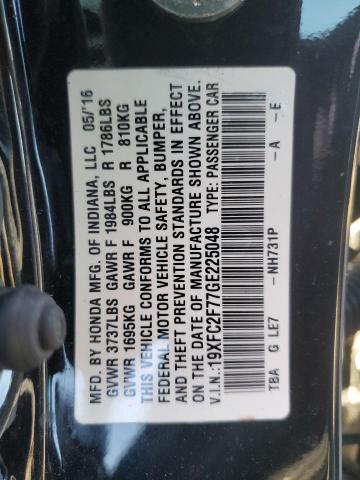 MFD. BY HONDA MFG. OF INDIANA, LLC 05/'16
GVWR 3737LBS GAWR F 1984LBS R 1786LBS
GVWR 1695KG GAWR F 900KG R 810KG
THIS VEHICLE CONFORMS TO ALL APPLICABLE
FEDERAL MOTOR VEHICLE SAFETY, BUMPER,
AND THEFT PREVENTION STANDARDS IN EFFECT
ON THE DATE OF MANUFACTURE SHOWN ABOVE.
V.I.N.:19XFC2F77GE225048 TYPE: PASSENGER CAR
TBA G LE7 - NH731P -A -E